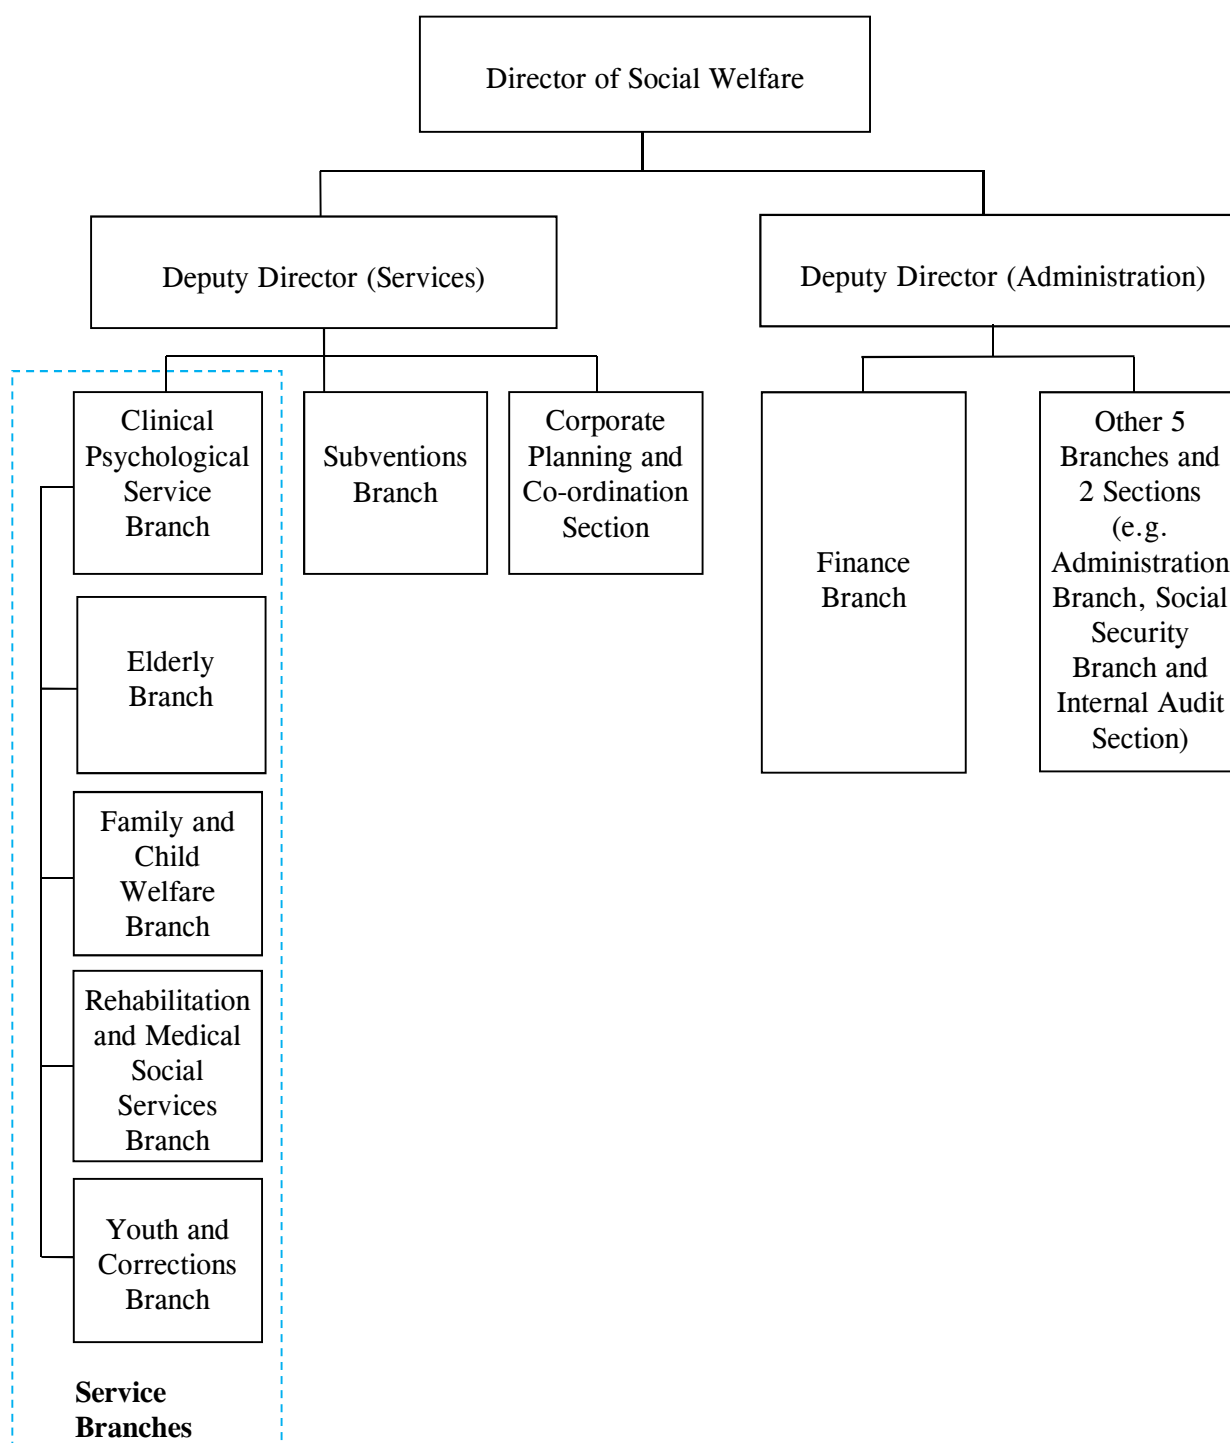 Director of Social Welfare
Deputy Director (Services)
Deputy Director (Administration)
Clinical
Psychological
Service
Branch
Subventions
Branch
Corporate
Planning and
Co-ordination
Section
Finance
Branch
Other 5
Branches and
2 Sections
(e.g.
Administration
Branch, Social
Security
Branch and
Internal Audit
Section)
Elderly
Branch
Family and
Child
Welfare
Branch
Rehabilitation
and Medical
Social
Services
Branch
Youth and
Corrections
Branch
Service
Branches